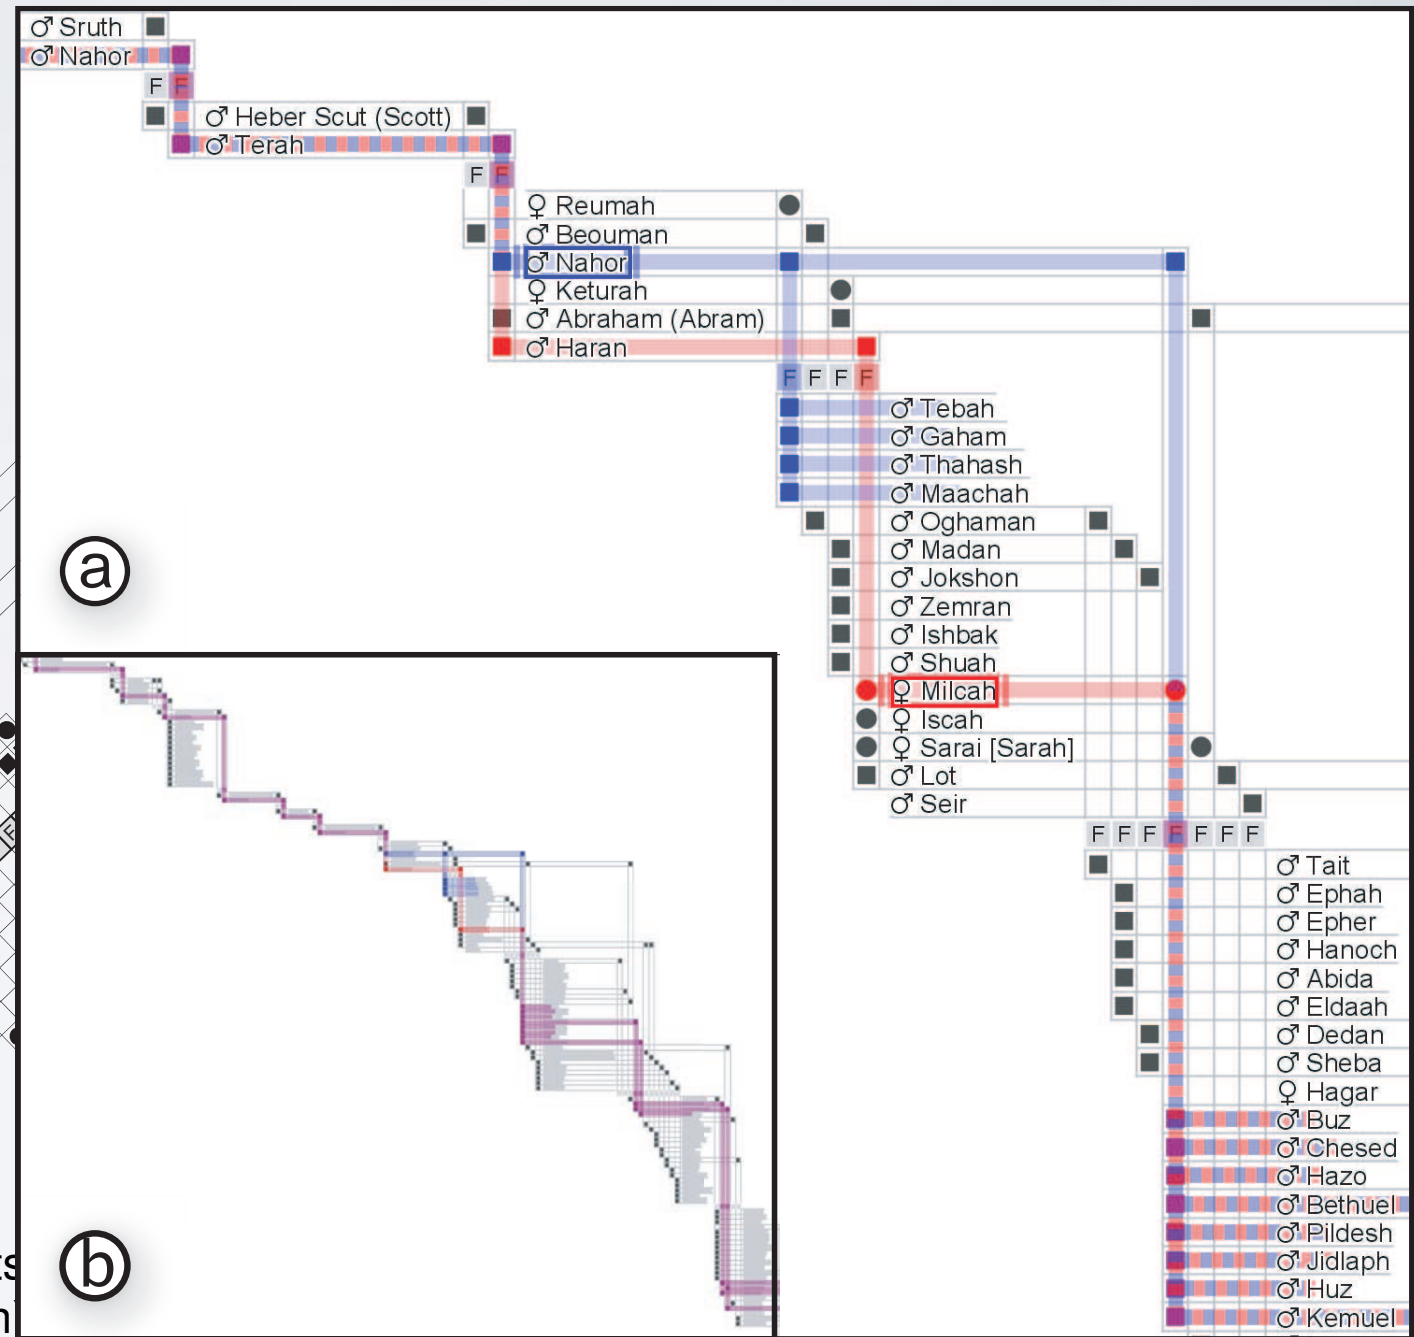 ♂ Sruth
♂ Nahor
F F
♂ Heber Scut (Scott)
♂ Terah
F F
♀ Reumah
♂ Beouman
♂ Nahor
♀ Keturah
♂ Abraham (Abram)
♂ Haran
F F F F
♂ Tebah
♂ Gaham
♂ Thahash
♂ Maachah
♂ Oghaman
♂ Madan
♂ Jokshon
♂ Zemran
♂ Ishbak
♂ Shuah
♀ Milcah
♀ Iscah
♀ Sarai [Sarah]
♂ Lot
♂ Seir
F F F F F F F
♂ Tait
♂ Ephah
♂ Epher
♂ Hanoch
♂ Abida
♂ Eldaah
♂ Dedan
♂ Sheba
♀ Hagar
♂ Buz
♂ Chesed
♂ Hazo
♂ Bethuel
♂ Pildesh
♂ Jidlaph
♂ Huz
♂ Kemuel
a
b
F